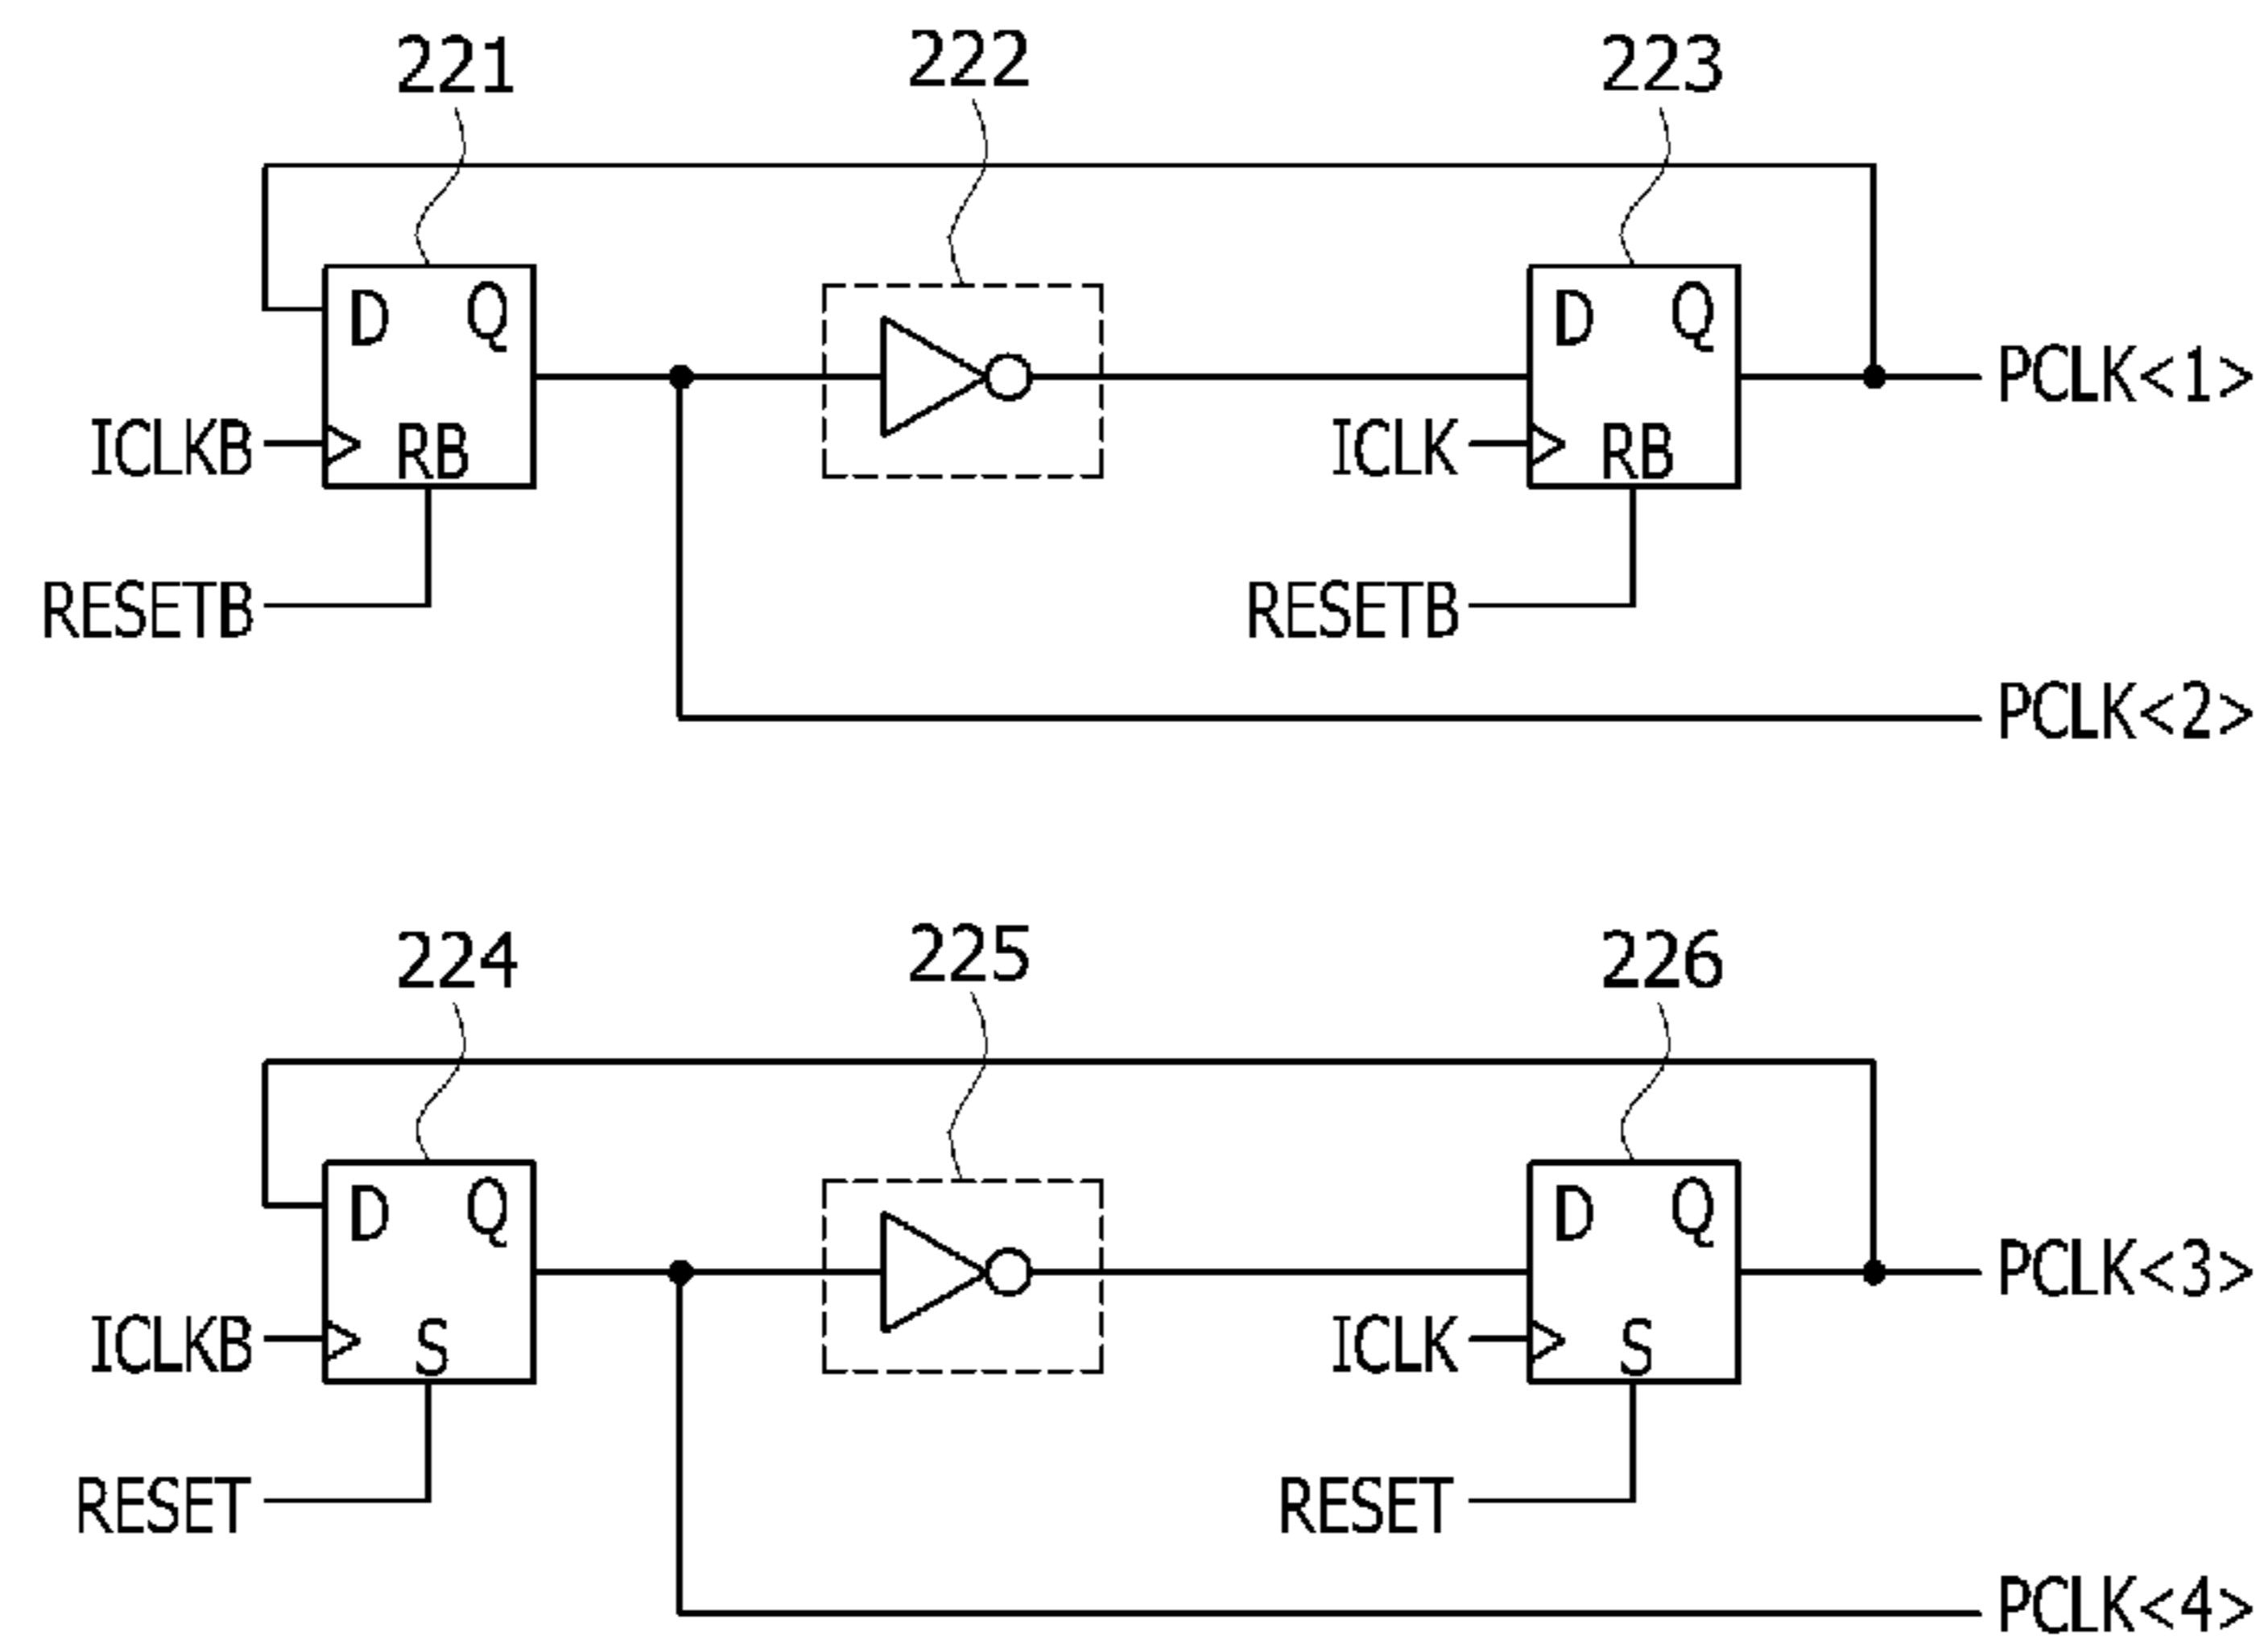 221
222
223
D Q
D Q
PCLK<1>
ICLKB
RB
ICLK
RB
RESETB
RESETB
PCLK<2>
224
225
226
D Q
D Q
PCLK<3>
ICLKB
S
ICLK
S
RESET
RESET
PCLK<4>